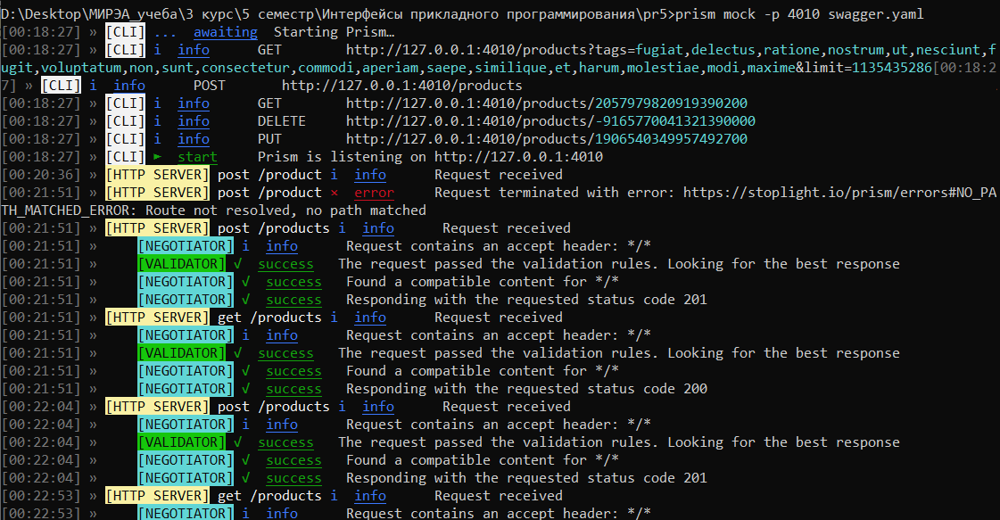 D:\Desktop\МИРЭА_учеба\3 курс\5 семестр\Интерфейсы прикладного программирования\pr5>prism mock -p 4010 swagger.yaml
[00:18:27] » [CLI] ... awaiting Starting Prism…
[00:18:27] » [CLI] i info GET http://127.0.0.1:4010/products?tags=fugiat,delectus,ratione,nostrum,ut,nesciunt,f
ugit,voluptatum,non,sunt,consectetur,commodi,aperiam,saepe,similique,et,harum,molestiae,modi,maxime&limit=1135435286[00:18:2
7] » [CLI] i info POST http://127.0.0.1:4010/products
[00:18:27] » [CLI] i info GET http://127.0.0.1:4010/products/2057979820919390200
[00:18:27] » [CLI] i info DELETE http://127.0.0.1:4010/products/-9165770041321390000
[00:18:27] » [CLI] i info PUT http://127.0.0.1:4010/products/1906540349957492700
[00:18:27] » [CLI] ► start Prism is listening on http://127.0.0.1:4010
[00:20:36] » [HTTP SERVER] post /product i info Request received
[00:21:51] » [HTTP SERVER] post /product × error Request terminated with error: https://stoplight.io/prism/errors#NO_PA
TH_MATCHED_ERROR: Route not resolved, no path matched
[00:21:51] » [HTTP SERVER] post /products i info Request received
[00:21:51] » [NEGOTIATOR] i info Request contains an accept header: */*
[00:21:51] » [VALIDATOR] √ success The request passed the validation rules. Looking for the best response
[00:21:51] » [NEGOTIATOR] √ success Found a compatible content for */*
[00:21:51] » [NEGOTIATOR] √ success Responding with the requested status code 201
[00:21:51] » [HTTP SERVER] get /products i info Request received
[00:21:51] » [NEGOTIATOR] i info Request contains an accept header: */*
[00:21:51] » [VALIDATOR] √ success The request passed the validation rules. Looking for the best response
[00:21:51] » [NEGOTIATOR] √ success Found a compatible content for */*
[00:21:51] » [NEGOTIATOR] √ success Responding with the requested status code 200
[00:22:04] » [HTTP SERVER] post /products i info Request received
[00:22:04] » [NEGOTIATOR] i info Request contains an accept header: */*
[00:22:04] » [VALIDATOR] √ success The request passed the validation rules. Looking for the best response
[00:22:04] » [NEGOTIATOR] √ success Found a compatible content for */*
[00:22:04] » [NEGOTIATOR] √ success Responding with the requested status code 201
[00:22:53] » [HTTP SERVER] get /products i info Request received
[00:22:53] » [NEGOTIATOR] i info Request contains an accept header: */*